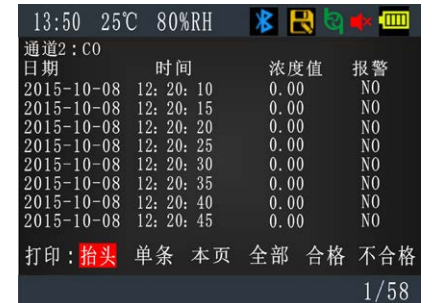 13:50 25℃ 80%RH
通道2：CO
日期 时间 浓度值 报警
2015-10-08 12: 20: 10 0.00 NO
2015-10-08 12: 20: 15 0.00 NO
2015-10-08 12: 20: 20 0.00 NO
2015-10-08 12: 20: 25 0.00 NO
2015-10-08 12: 20: 30 0.00 NO
2015-10-08 12: 20: 35 0.00 NO
2015-10-08 12: 20: 40 0.00 NO
2015-10-08 12: 20: 45 0.00 NO
打印：抬头 单条 本页 全部 合格 不合格
1/58